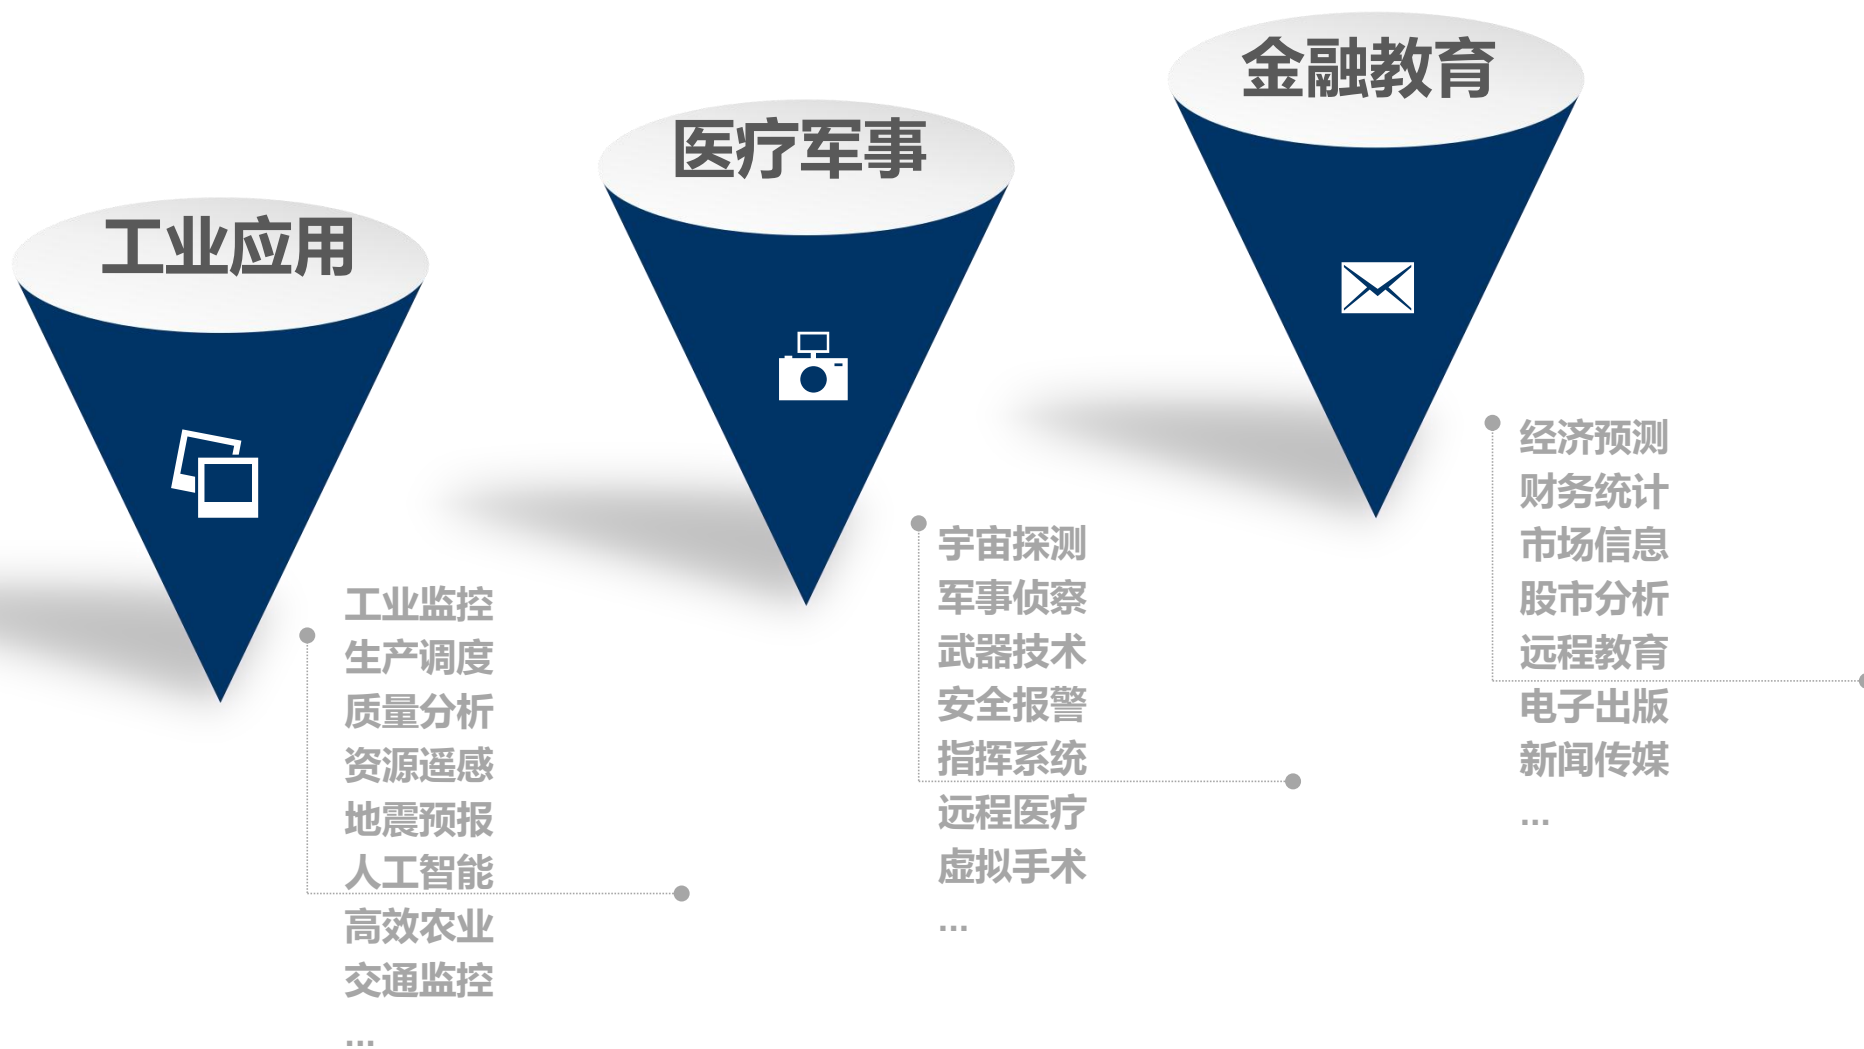 工业应用
工业监控
生产调度
质量分析
资源遥感
地震预报
人工智能
高效农业
交通监控
...
医疗军事
宇宙探测
军事侦察
武器技术
安全报警
指挥系统
远程医疗
虚拟手术
...
金融教育
经济预测
财务统计
市场信息
股市分析
远程教育
电子出版
新闻传媒
...